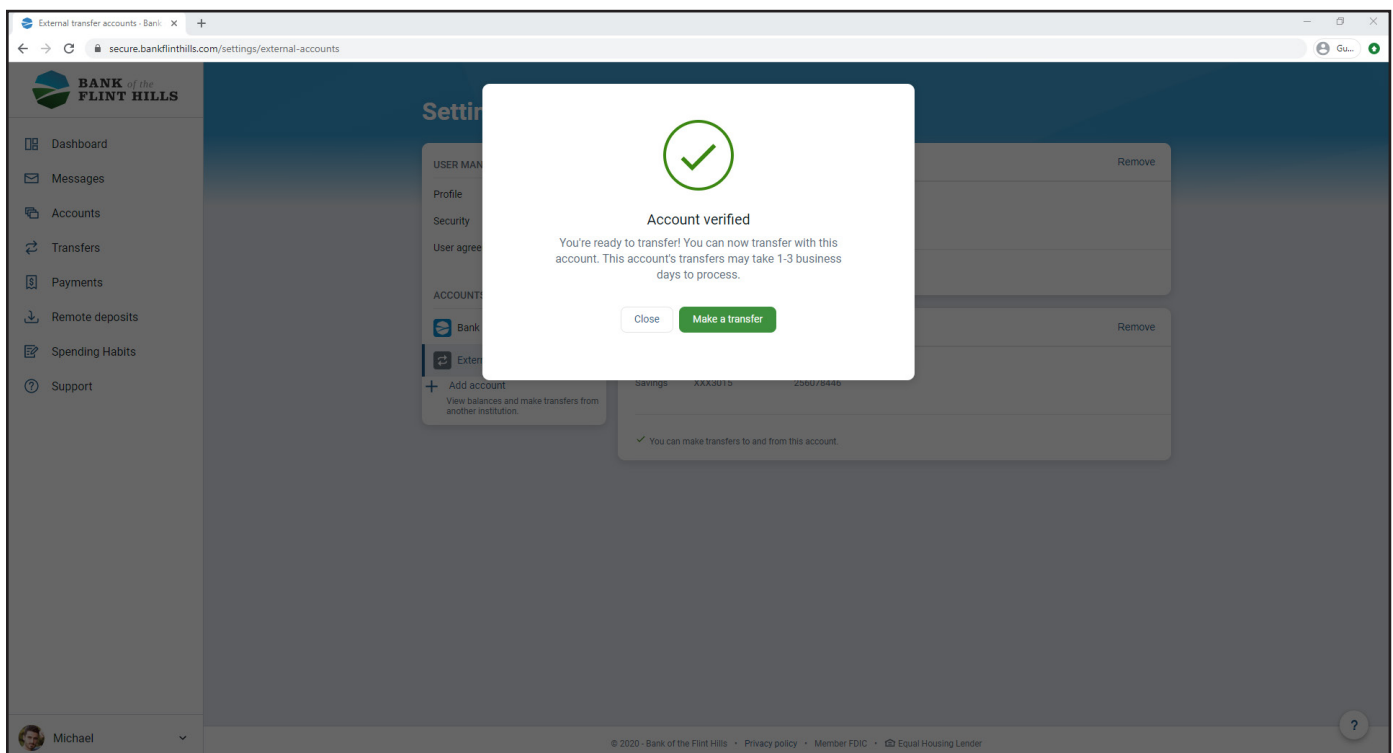 External transfer accounts - Bank
secure.bankflinthills.com/settings/external-accounts
Gu...
BANK of the
FLINT HILLS
Dashboard
Messages
Accounts
Transfers
Payments
Remote deposits
Spending Habits
Support
Michael
Settin
USER MAN
Profile
Security
User agree
ACCOUNTS
Bank
Extern
Add account
View balances and make transfers from
another institution.
Remove
Remove
Account verified
You're ready to transfer! You can now transfer with this
account. This account's transfers may take 1-3 business
days to process.
Close
Make a transfer
Savings XXX3015 256078446
You can make transfers to and from this account.
?
© 2020 - Bank of the Flint Hills • Privacy policy • Member FDIC • Equal Housing Lender